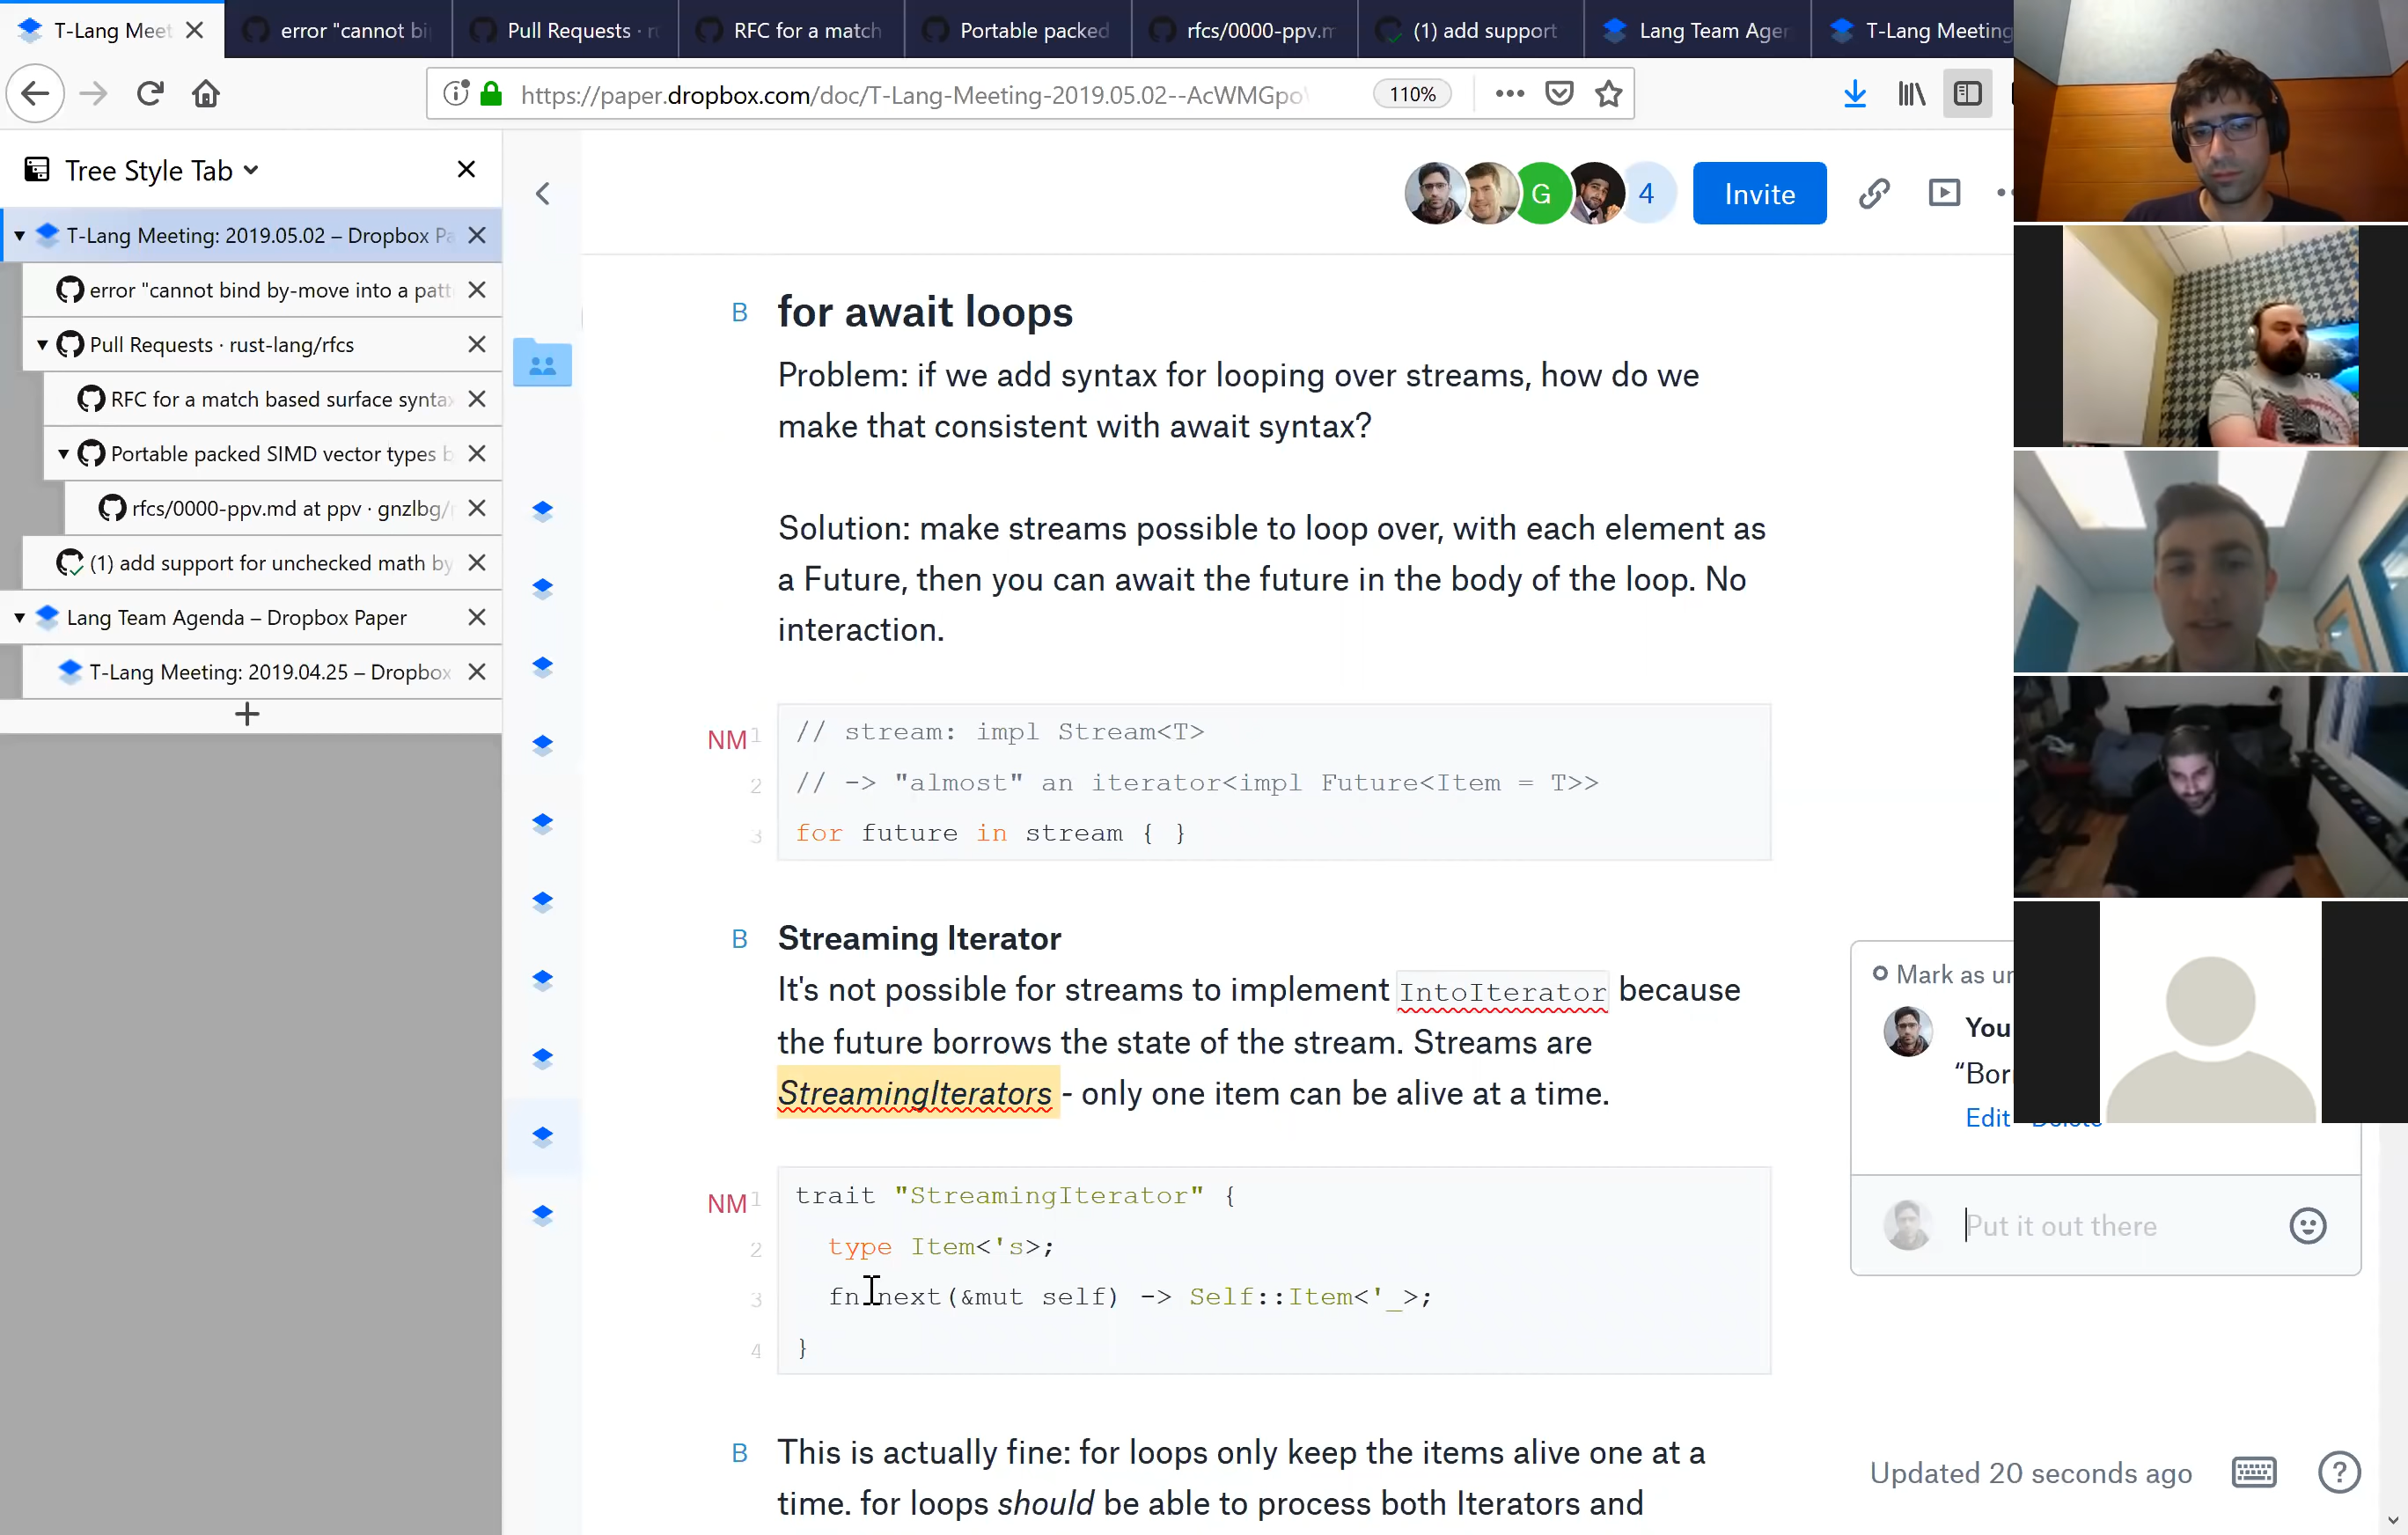 T-Lang Meet
error "cannot bi
Pull Requests · r
RFC for a match
Portable packed
rfcs/0000-ppv.m
(1) add support
Lang Team Agen
T-Lang Meeting
https://paper.dropbox.com/doc/T-Lang-Meeting-2019.05.02--AcWMGpo
110%
Tree Style Tab
T-Lang Meeting: 2019.05.02 – Dropbox Pa
error "cannot bind by-move into a patt
Pull Requests · rust-lang/rfcs
RFC for a match based surface syntax
Portable packed SIMD vector types b
rfcs/0000-ppv.md at ppv · gnzlbg/r
(1) add support for unchecked math by
Lang Team Agenda – Dropbox Paper
T-Lang Meeting: 2019.04.25 – Dropbox
G
4
Invite
B
for await loops
Problem: if we add syntax for looping over streams, how do we
make that consistent with await syntax?
Solution: make streams possible to loop over, with each element as
a Future, then you can await the future in the body of the loop. No
interaction.
NM
1 // stream: impl Stream<T>
2 // -> "almost" an iterator<impl Future<Item = T>>
3 for future in stream { }
B
Streaming Iterator
It's not possible for streams to implement IntoIterator because
the future borrows the state of the stream. Streams are
StreamingIterators - only one item can be alive at a time.
NM
1 trait "StreamingIterator" {
2 type Item<'s>;
3 fn next(&mut self) -> Self::Item<'_>;
4 }
B
This is actually fine: for loops only keep the items alive one at a
time. for loops should be able to process both Iterators and
Mark as un
You
“Bor
Edit
Put it out there
Updated 20 seconds ago